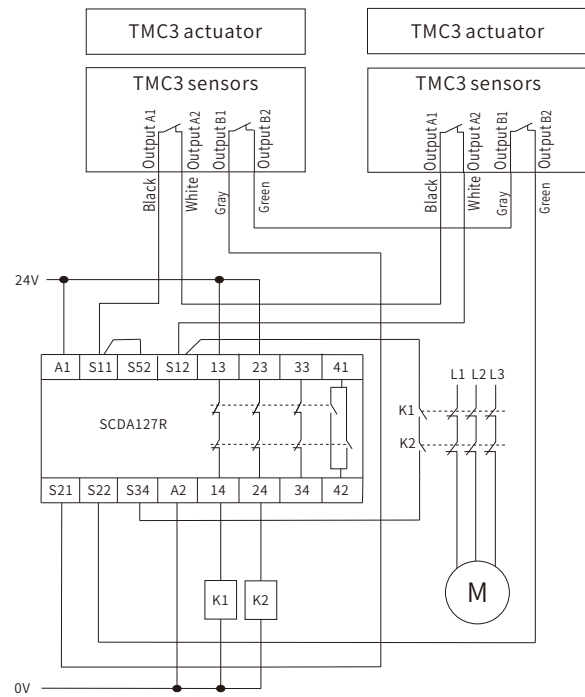 TMC3 actuator TMC3 actuator
TMC3 sensors TMC3 sensors
Output A1 Output A2 Output B1 Output B2 Output A1 Output A2 Output B1 Output B2
Black White Gray Green Black White Gray Green
24V
A1 S11 S52 S12 13 23 33 41
L1 L2 L3
K1
SCDA127R
K2
S21 S22 S34 A2 14 24 34 42
K1 K2 M
0V